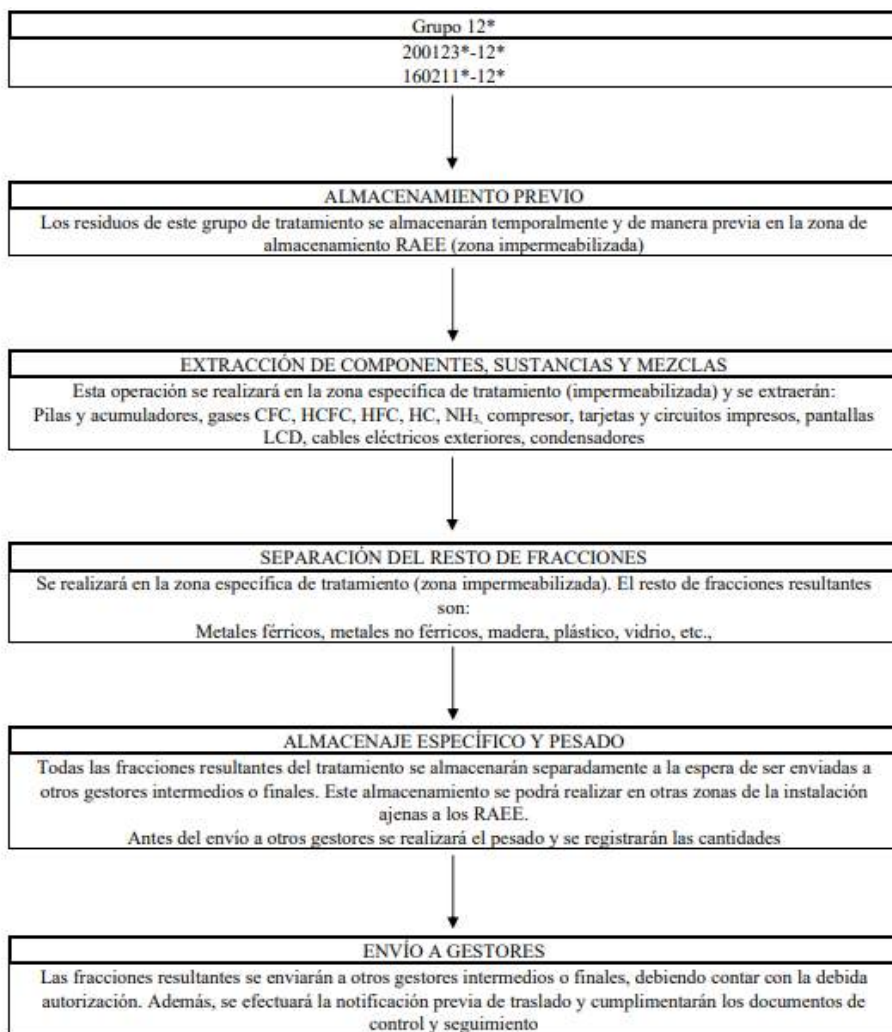 Grupo 12*
200123*-12*
160211*-12*
ALMACENAMIENTO PREVIO
Los residuos de este grupo de tratamiento se almacenarán temporalmente y de manera previa en la zona de
almacenamiento RAEE (zona impermeabilizada)
EXTRACCIÓN DE COMPONENTES, SUSTANCIAS Y MEZCLAS
Esta operación se realizará en la zona específica de tratamiento (impermeabilizada) y se extraerán:
Pilas y acumuladores, gases CFC, HCFC, HFC, HC, NH₃, compresor, tarjetas y circuitos impresos, pantallas
LCD, cables eléctricos exteriores, condensadores
SEPARACIÓN DEL RESTO DE FRACCIONES
Se realizará en la zona específica de tratamiento (zona impermeabilizada). El resto de fracciones resultantes
son:
Metales férricos, metales no férricos, madera, plástico, vidrio, etc.,
ALMACENAJE ESPECÍFICO Y PESADO
Todas las fracciones resultantes del tratamiento se almacenarán separadamente a la espera de ser enviadas a
otros gestores intermedios o finales. Este almacenamiento se podrá realizar en otras zonas de la instalación
ajenas a los RAEE.
Antes del envío a otros gestores se realizará el pesado y se registrarán las cantidades
ENVÍO A GESTORES
Las fracciones resultantes se enviarán a otros gestores intermedios o finales, debiendo contar con la debida
autorización. Además, se efectuará la notificación previa de traslado y cumplimentarán los documentos de
control y seguimiento